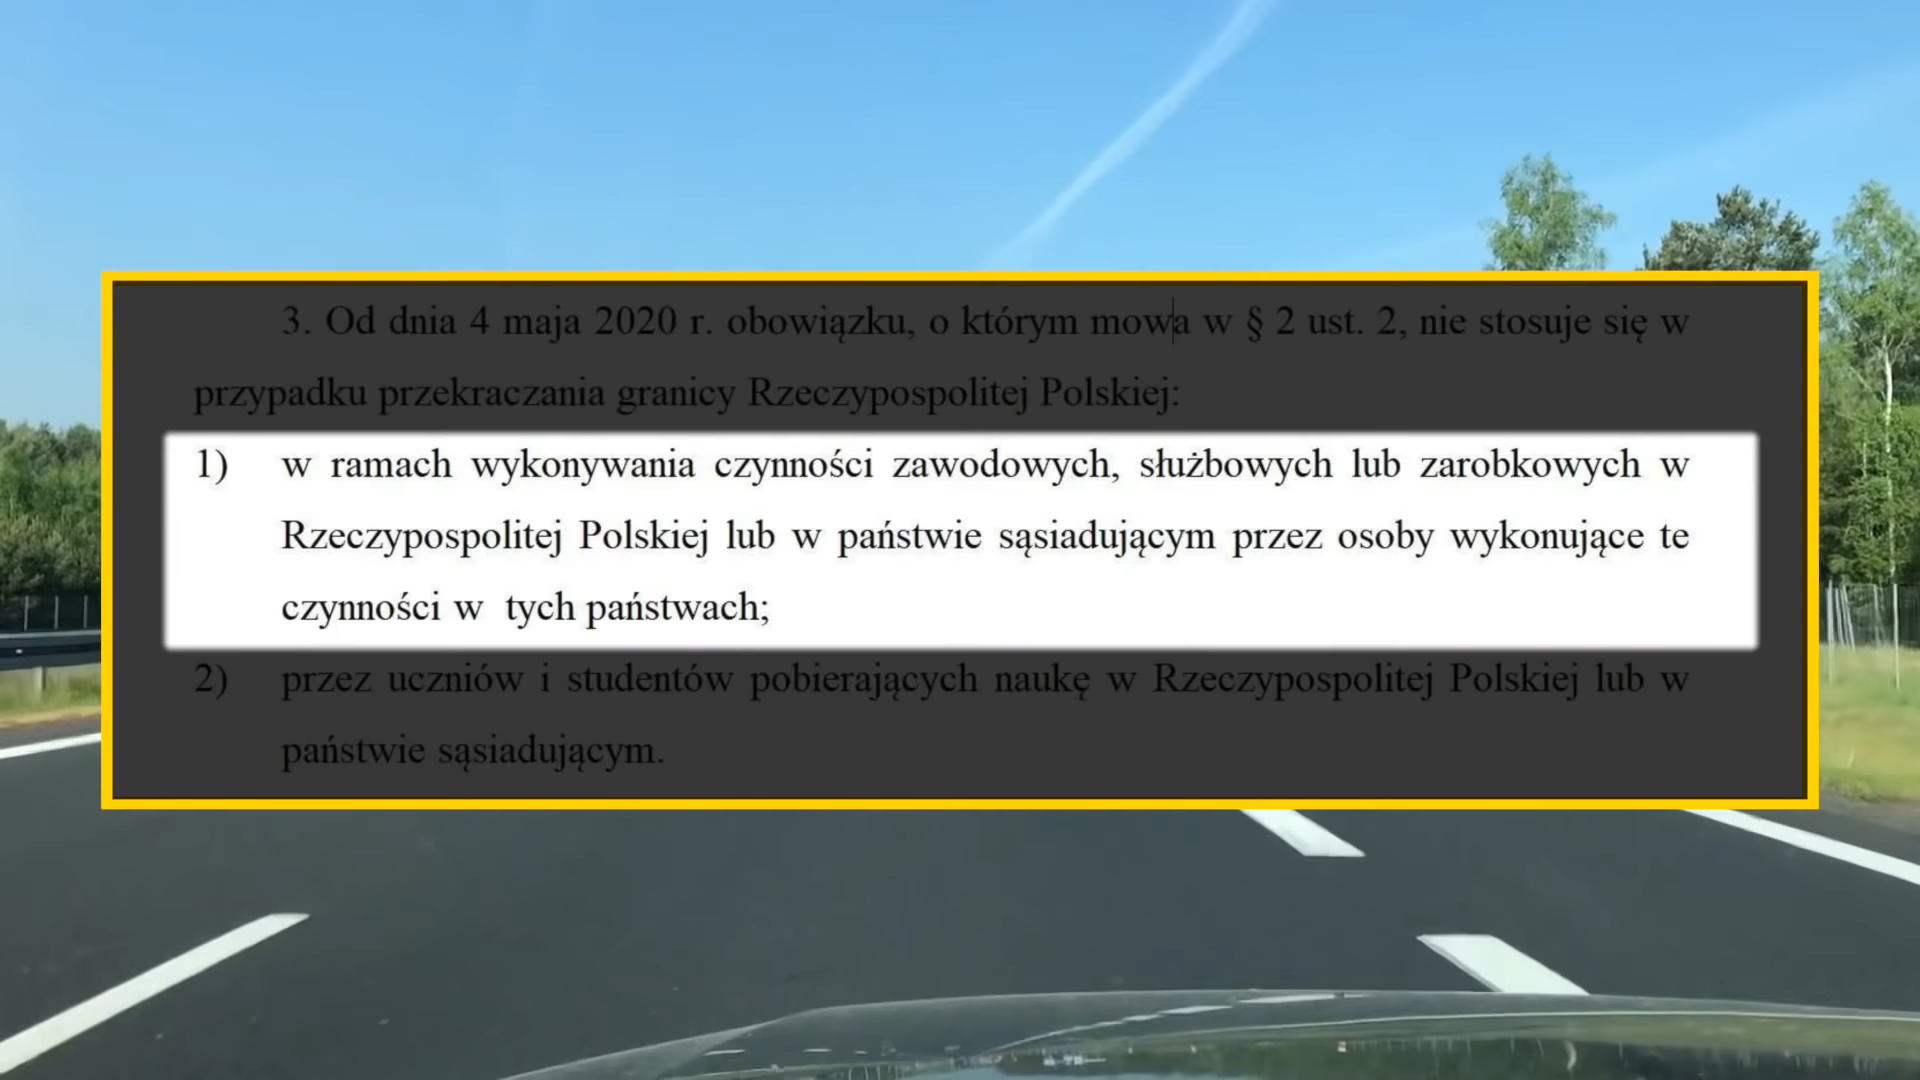 3. Od dnia 4 maja 2020 r. obowiązku, o którym mowa w § 2 ust. 2, nie stosuje się w
przypadku przekraczania granicy Rzeczypospolitej Polskiej:
1) w ramach wykonywania czynności zawodowych, służbowych lub zarobkowych w
Rzeczypospolitej Polskiej lub w państwie sąsiadującym przez osoby wykonujące te
czynności w tych państwach;
2) przez uczniów i studentów pobierających naukę w Rzeczypospolitej Polskiej lub w
państwie sąsiadującym.